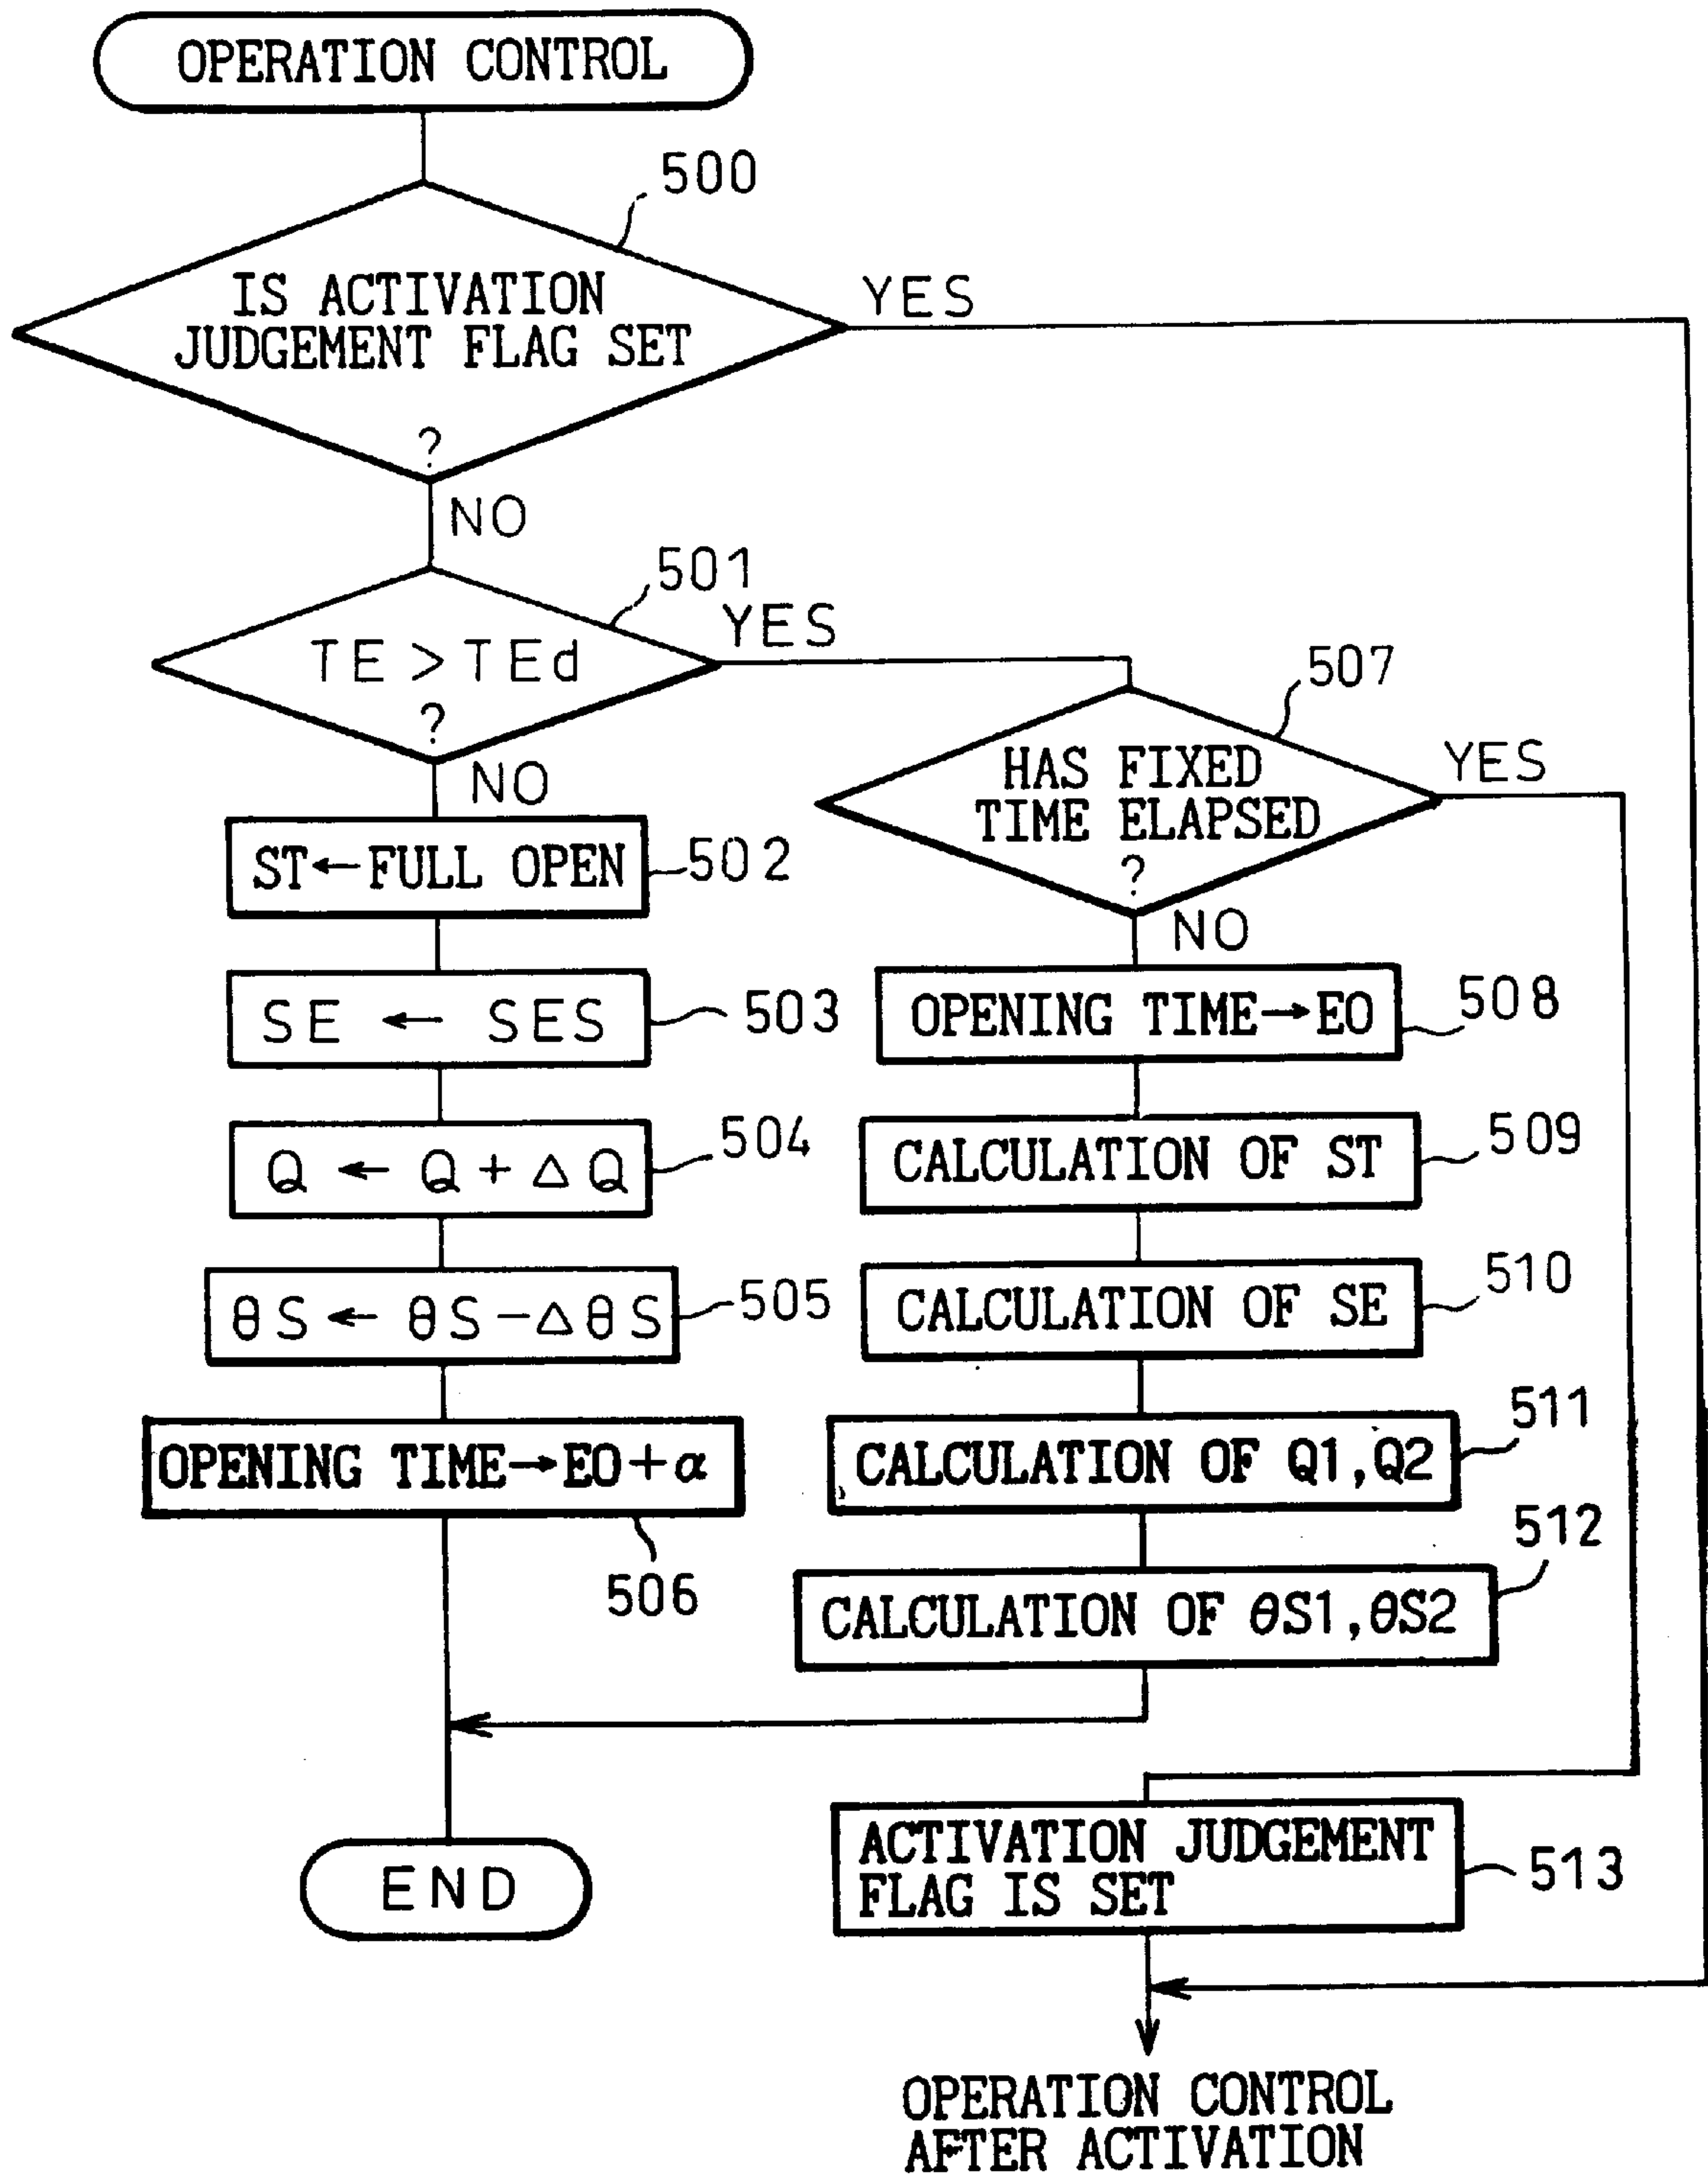 OPERATION CONTROL
500
IS ACTIVATION
JUDGEMENT FLAG SET
?
YES
NO
501
TE > TEd
?
YES
NO
ST←FULL OPEN
502
SE ← SES
503
Q ← Q + △Q
504
θS ← θS−△θS
505
OPENING TIME→EO+α
506
END
507
HAS FIXED
TIME ELAPSED
?
YES
NO
OPENING TIME→EO
508
CALCULATION OF ST
509
CALCULATION OF SE
510
CALCULATION OF Q1,Q2
511
CALCULATION OF θS1,θS2
512
ACTIVATION JUDGEMENT
FLAG IS SET
513
OPERATION CONTROL
AFTER ACTIVATION